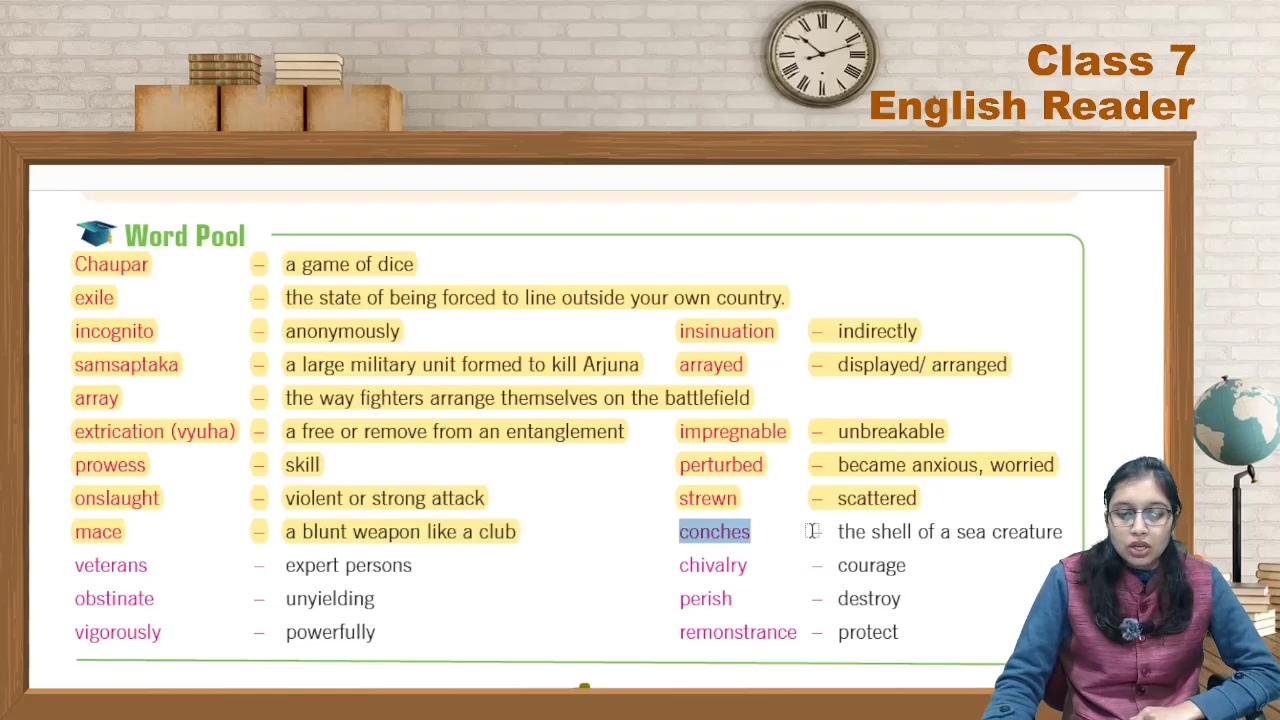 Class 7
English Reader
Word Pool
Chaupar – a game of dice
exile – the state of being forced to line outside your own country.
incognito – anonymously insinuation – indirectly
samsaptaka – a large military unit formed to kill Arjuna arrayed – displayed/ arranged
array – the way fighters arrange themselves on the battlefield
extrication (vyuha) – a free or remove from an entanglement impregnable – unbreakable
prowess – skill perturbed – became anxious, worried
onslaught – violent or strong attack strewn – scattered
mace – a blunt weapon like a club conches – the shell of a sea creature
veterans – expert persons chivalry – courage
obstinate – unyielding perish – destroy
vigorously – powerfully remonstrance – protect